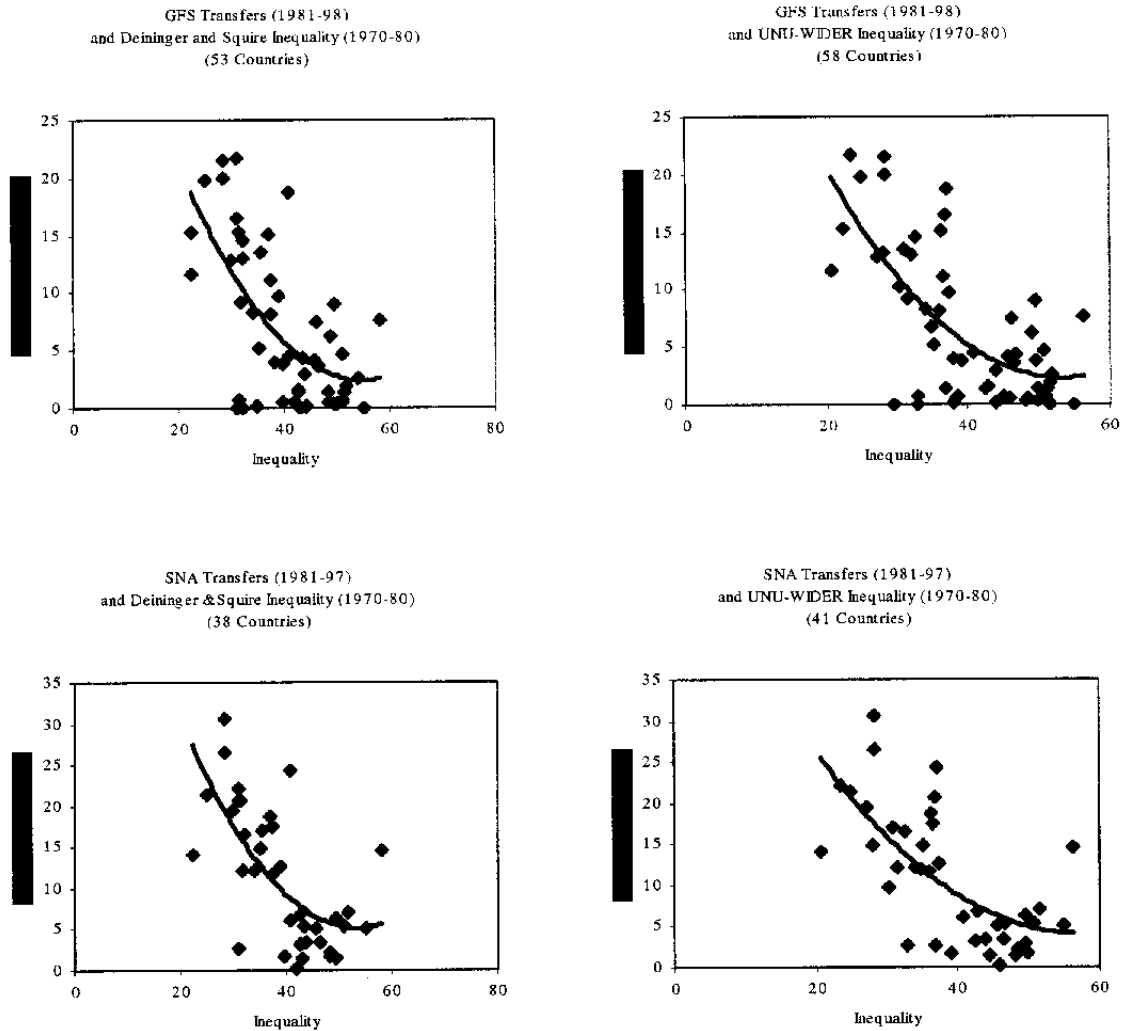 GFS Transfers (1981-98)
and Deininger and Squire Inequality (1970-80)
(53 Countries)
25
20
15
10
5
0
0 20 40 60 80
Inequality
GFS Transfers (1981-98)
and UNU-WIDER Inequality (1970-80)
(58 Countries)
25
20
15
10
5
0
0 20 40 60
Inequality
SNA Transfers (1981-97)
and Deininger &Squire Inequality (1970-80)
(38 Countries)
35
30
25
20
15
10
5
0
0 20 40 60 80
Inequality
SNA Transfers (1981-97)
and UNU-WIDER Inequality (1970-80)
(41 Countries)
35
30
25
20
15
10
5
0
0 20 40 60
Inequality